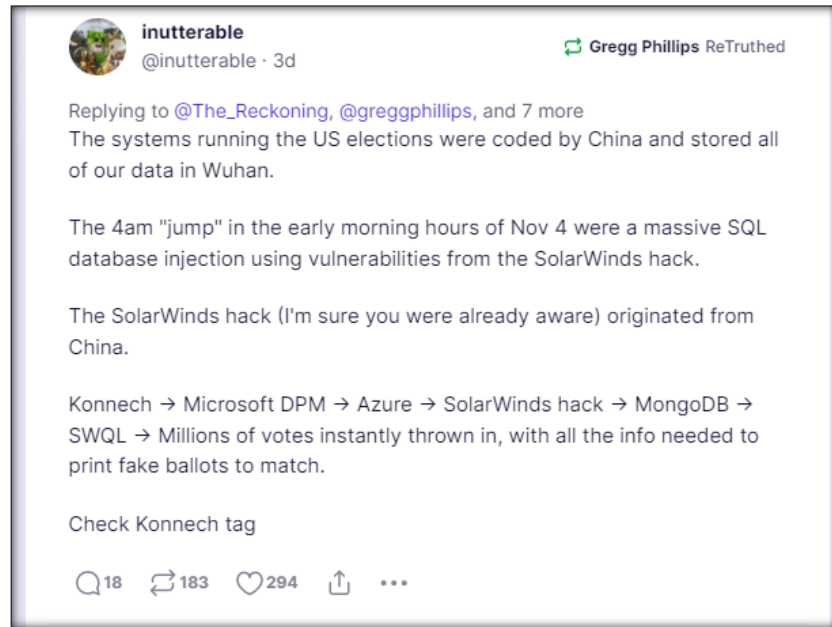 inutterable
@inutterable · 3d
Gregg Phillips ReTruthed
Replying to @The_Reckoning, @greggphillips, and 7 more
The systems running the US elections were coded by China and stored all
of our data in Wuhan.
The 4am "jump" in the early morning hours of Nov 4 were a massive SQL
database injection using vulnerabilities from the SolarWinds hack.
The SolarWinds hack (I'm sure you were already aware) originated from
China.
Konnech → Microsoft DPM → Azure → SolarWinds hack → MongoDB →
SWQL → Millions of votes instantly thrown in, with all the info needed to
print fake ballots to match.
Check Konnech tag
18 183 294